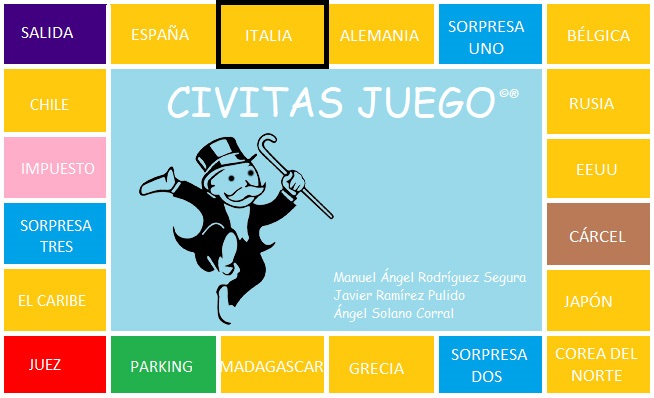 SALIDA
ESPAÑA
ITALIA
ALEMANIA
SORPRESA
UNO
BÉLGICA
CHILE
CIVITAS JUEGO ©®
RUSIA
IMPUESTO
EEUU
SORPRESA
TRES
CÁRCEL
EL CARIBE
Manuel Ángel Rodríguez Segura
Javier Ramírez Pulido
Ángel Solano Corral
JAPÓN
JUEZ
PARKING
MADAGASCAR
GRECIA
SORPRESA
DOS
COREA DEL
NORTE